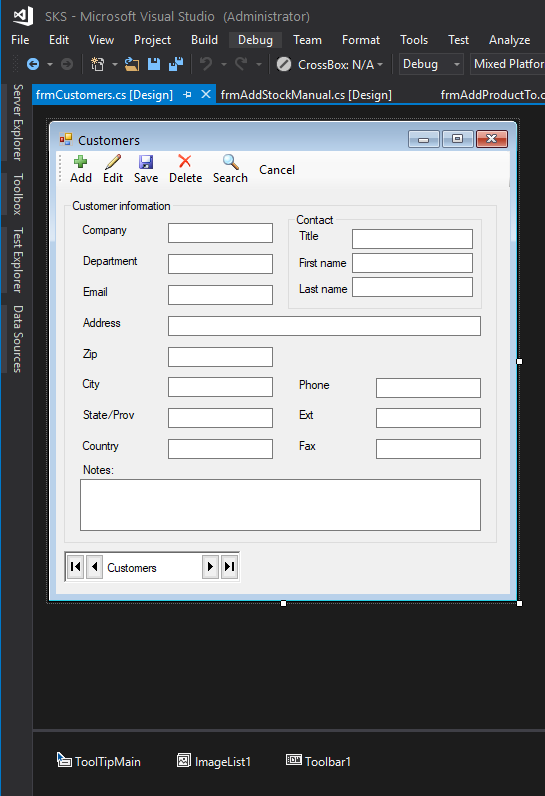 SKS - Microsoft Visual Studio (Administrator)
File Edit View Project Build Debug Team Format Tools Test Analyze
CrossBox: N/A Debug Mixed Platfor
Server Explorer
Toolbox
Test Explorer
Data Sources
frmCustomers.cs [Design] frmAddStockManual.cs [Design] frmAddProductTo.c
Customers
Add Edit Save Delete Search Cancel
Customer information
Company
Department
Email
Contact
Title
First name
Last name
Address
Zip
City Phone
State/Prov Ext
Country Fax
Notes:
Customers
ToolTipMain ImageList1 Toolbar1